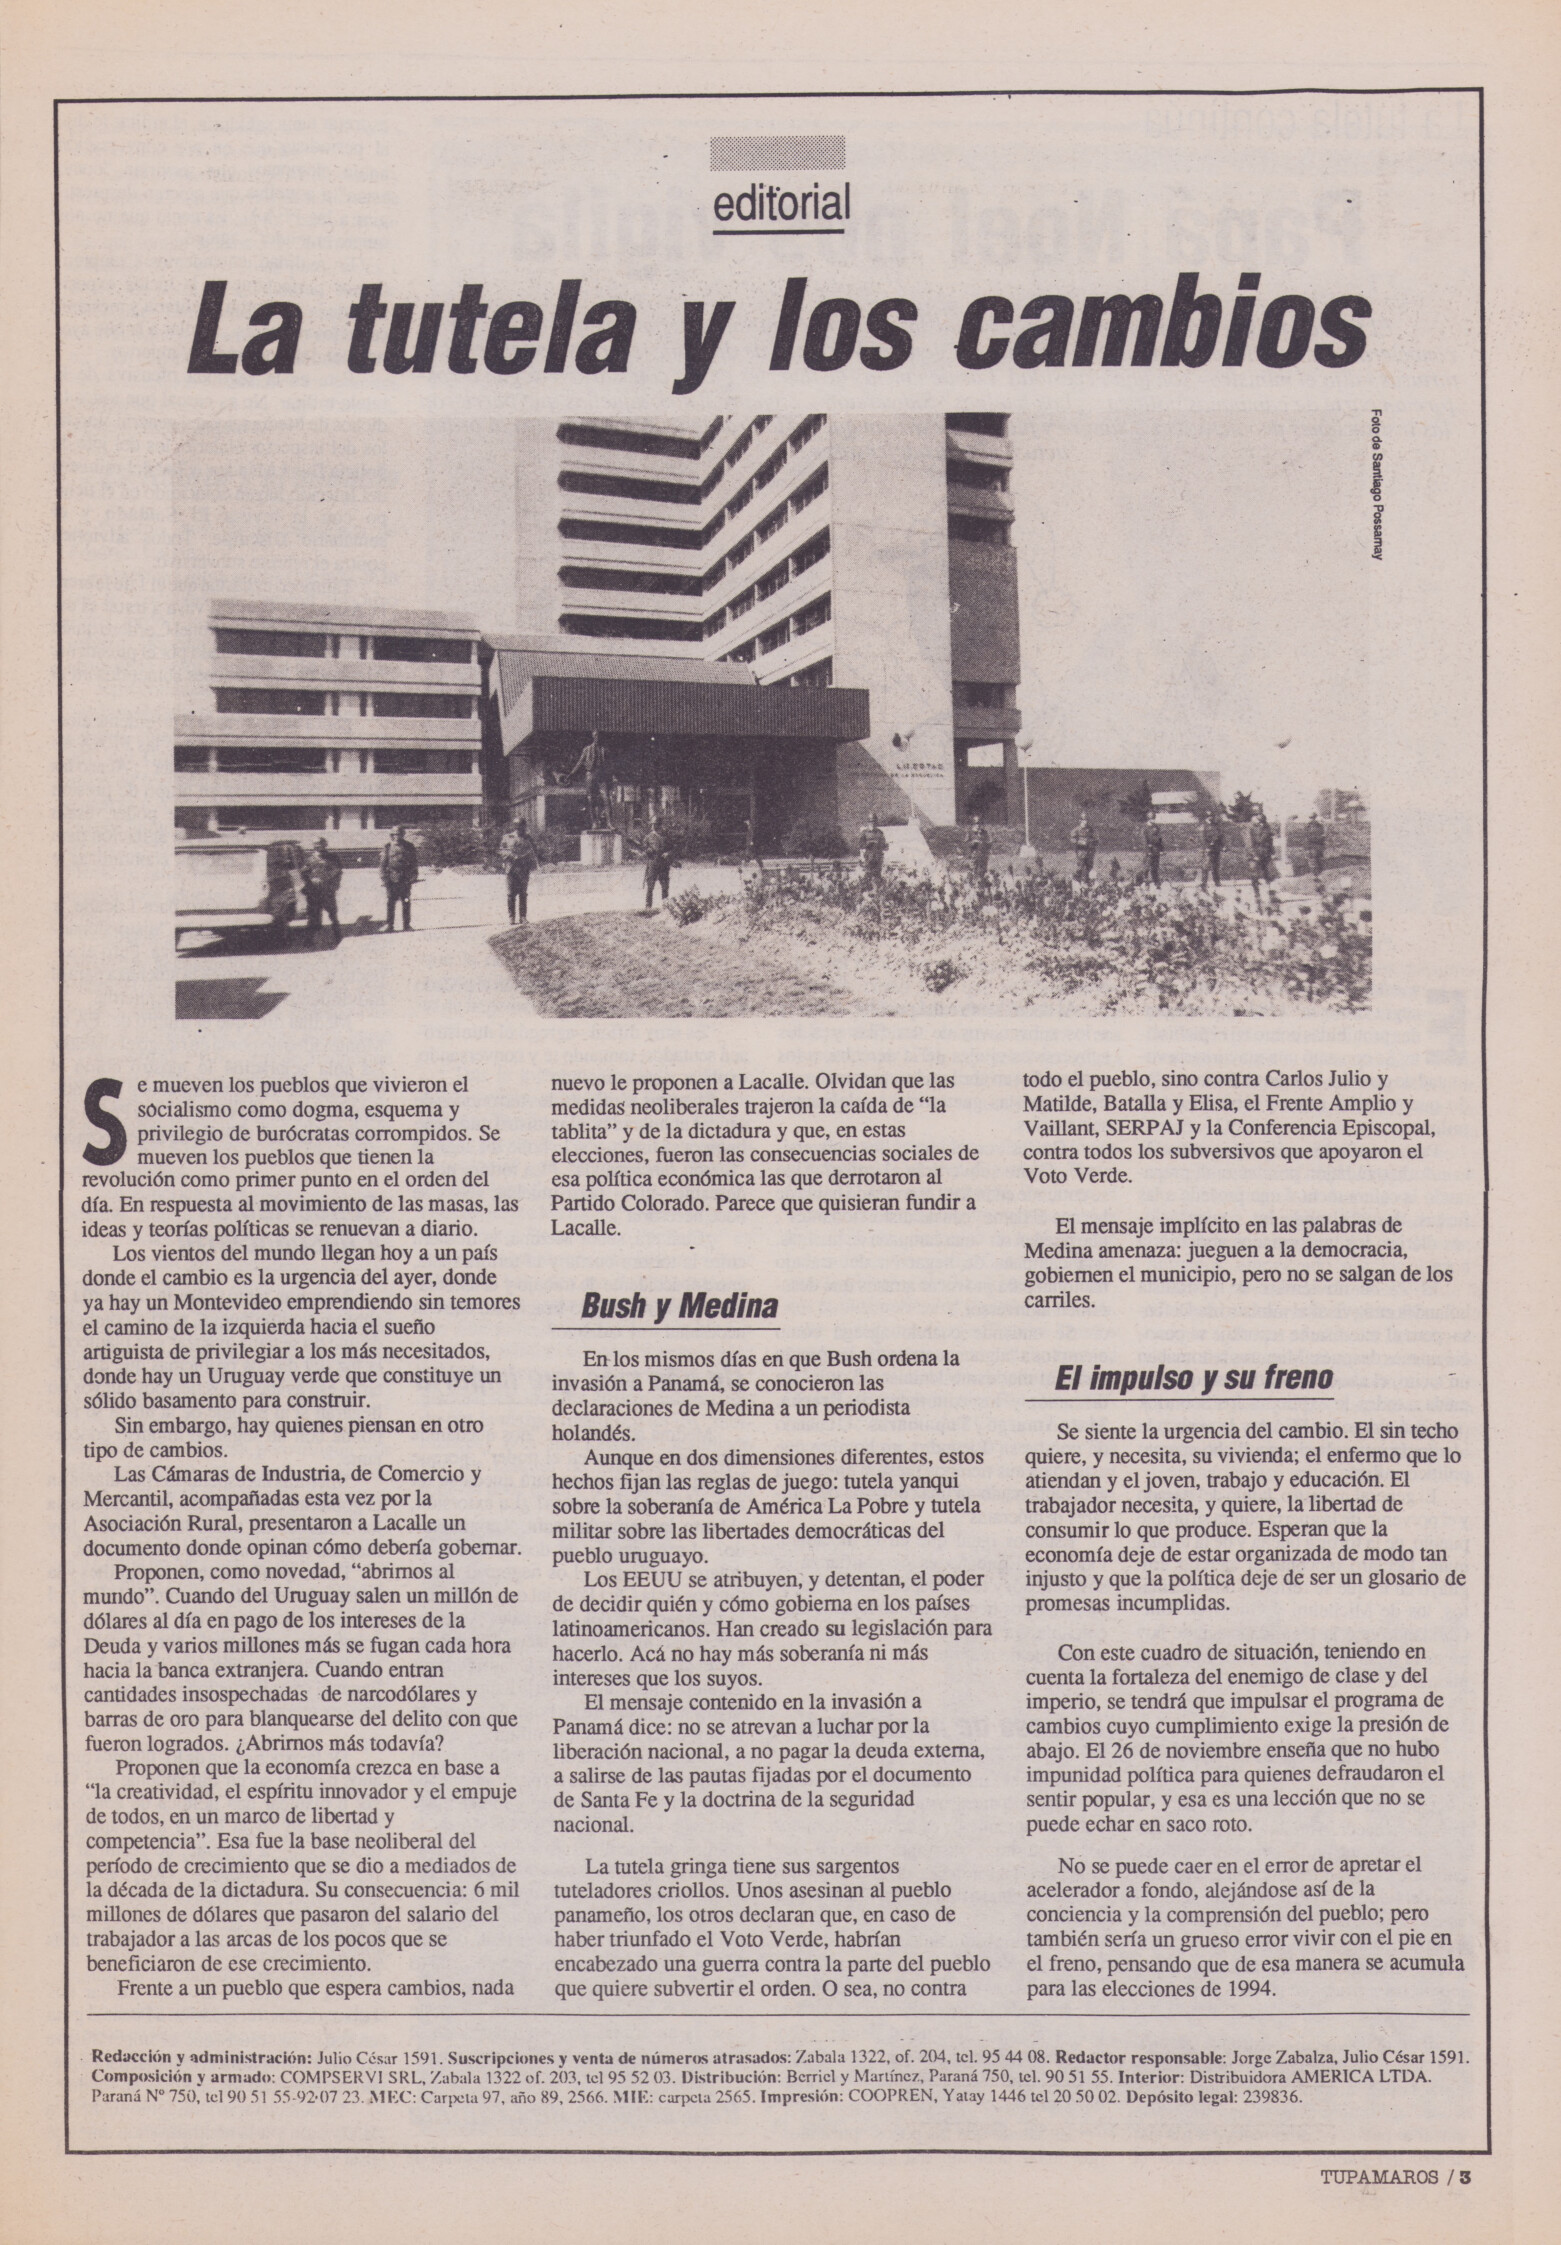 editorial
La tutela y los cambios
Foto de Santiago Possamay
LIBERTAD
Se mueven los pueblos que vivieron el
socialismo como dogma, esquema y
privilegio de burócratas corrompidos. Se
mueven los pueblos que tienen la
revolución como primer punto en el orden del
día. En respuesta al movimiento de las masas, las
ideas y teorías políticas se renuevan a diario.
Los vientos del mundo llegan hoy a un país
donde el cambio es la urgencia del ayer, donde
ya hay un Montevideo emprendiendo sin temores
el camino de la izquierda hacia el sueño
artiguista de privilegiar a los más necesitados,
donde hay un Uruguay verde que constituye un
sólido basamento para construir.
Sin embargo, hay quienes piensan en otro
tipo de cambios.
Las Cámaras de Industria, de Comercio y
Mercantil, acompañadas esta vez por la
Asociación Rural, presentaron a Lacalle un
documento donde opinan cómo debería gobernar.
Proponen, como novedad, “abrirnos al
mundo”. Cuando del Uruguay salen un millón de
dólares al día en pago de los intereses de la
Deuda y varios millones más se fugan cada hora
hacia la banca extranjera. Cuando entran
cantidades insospechadas de narcodólares y
barras de oro para blanquearse del delito con que
fueron logrados. ¿Abrirnos más todavía?
Proponen que la economía crezca en base a
“la creatividad, el espíritu innovador y el empuje
de todos, en un marco de libertad y
competencia”. Esa fue la base neoliberal del
período de crecimiento que se dio a mediados de
la década de la dictadura. Su consecuencia: 6 mil
millones de dólares que pasaron del salario del
trabajador a las arcas de los pocos que se
beneficiaron de ese crecimiento.
Frente a un pueblo que espera cambios, nada
nuevo le proponen a Lacalle. Olvidan que las
medidas neoliberales trajeron la caída de “la
tablita” y de la dictadura y que, en estas
elecciones, fueron las consecuencias sociales de
esa política económica las que derrotaron al
Partido Colorado. Parece que quisieran fundir a
Lacalle.
Bush y Medina
En los mismos días en que Bush ordena la
invasión a Panamá, se conocieron las
declaraciones de Medina a un periodista
holandés.
Aunque en dos dimensiones diferentes, estos
hechos fijan las reglas de juego: tutela yanqui
sobre la soberanía de América La Pobre y tutela
militar sobre las libertades democráticas del
pueblo uruguayo.
Los EEUU se atribuyen, y detentan, el poder
de decidir quién y cómo gobierna en los países
latinoamericanos. Han creado su legislación para
hacerlo. Acá no hay más soberanía ni más
intereses que los suyos.
El mensaje contenido en la invasión a
Panamá dice: no se atrevan a luchar por la
liberación nacional, a no pagar la deuda externa,
a salirse de las pautas fijadas por el documento
de Santa Fe y la doctrina de la seguridad
nacional.
La tutela gringa tiene sus sargentos
tuteladores criollos. Unos asesinan al pueblo
panameño, los otros declaran que, en caso de
haber triunfado el Voto Verde, habrían
encabezado una guerra contra la parte del pueblo
que quiere subvertir el orden. O sea, no contra
todo el pueblo, sino contra Carlos Julio y
Matilde, Batalla y Elisa, el Frente Amplio y
Vaillant, SERPAJ y la Conferencia Episcopal,
contra todos los subversivos que apoyaron el
Voto Verde.
El mensaje implícito en las palabras de
Medina amenaza: jueguen a la democracia,
gobiernen el municipio, pero no se salgan de los
carriles.
El impulso y su freno
Se siente la urgencia del cambio. El sin techo
quiere, y necesita, su vivienda; el enfermo que lo
atiendan y el joven, trabajo y educación. El
trabajador necesita, y quiere, la libertad de
consumir lo que produce. Esperan que la
economía deje de estar organizada de modo tan
injusto y que la política deje de ser un glosario de
promesas incumplidas.
Con este cuadro de situación, teniendo en
cuenta la fortaleza del enemigo de clase y del
imperio, se tendrá que impulsar el programa de
cambios cuyo cumplimiento exige la presión de
abajo. El 26 de noviembre enseña que no hubo
impunidad política para quienes defraudaron el
sentir popular, y esa es una lección que no se
puede echar en saco roto.
No se puede caer en el error de apretar el
acelerador a fondo, alejándose así de la
conciencia y la comprensión del pueblo; pero
también sería un grueso error vivir con el pie en
el freno, pensando que de esa manera se acumula
para las elecciones de 1994.
Redacción y administración: Julio César 1591. Suscripciones y venta de números atrasados: Zabala 1322, of. 204, tel. 95 44 08. Redactor responsable: Jorge Zabalza, Julio César 1591.
Composición y armado: COMPSERVI SRL, Zabala 1322 of. 203, tel 95 52 03. Distribución: Berriel y Martínez, Paraná 750, tel. 90 51 55. Interior: Distribuidora AMERICA LTDA.
Paraná Nº 750, tel 90 51 55-92-07 23. MEC: Carpeta 97, año 89, 2566. MIE: carpeta 2565. Impresión: COOPREN, Yatay 1446 tel 20 50 02. Depósito legal: 239836.
TUPAMAROS / 3